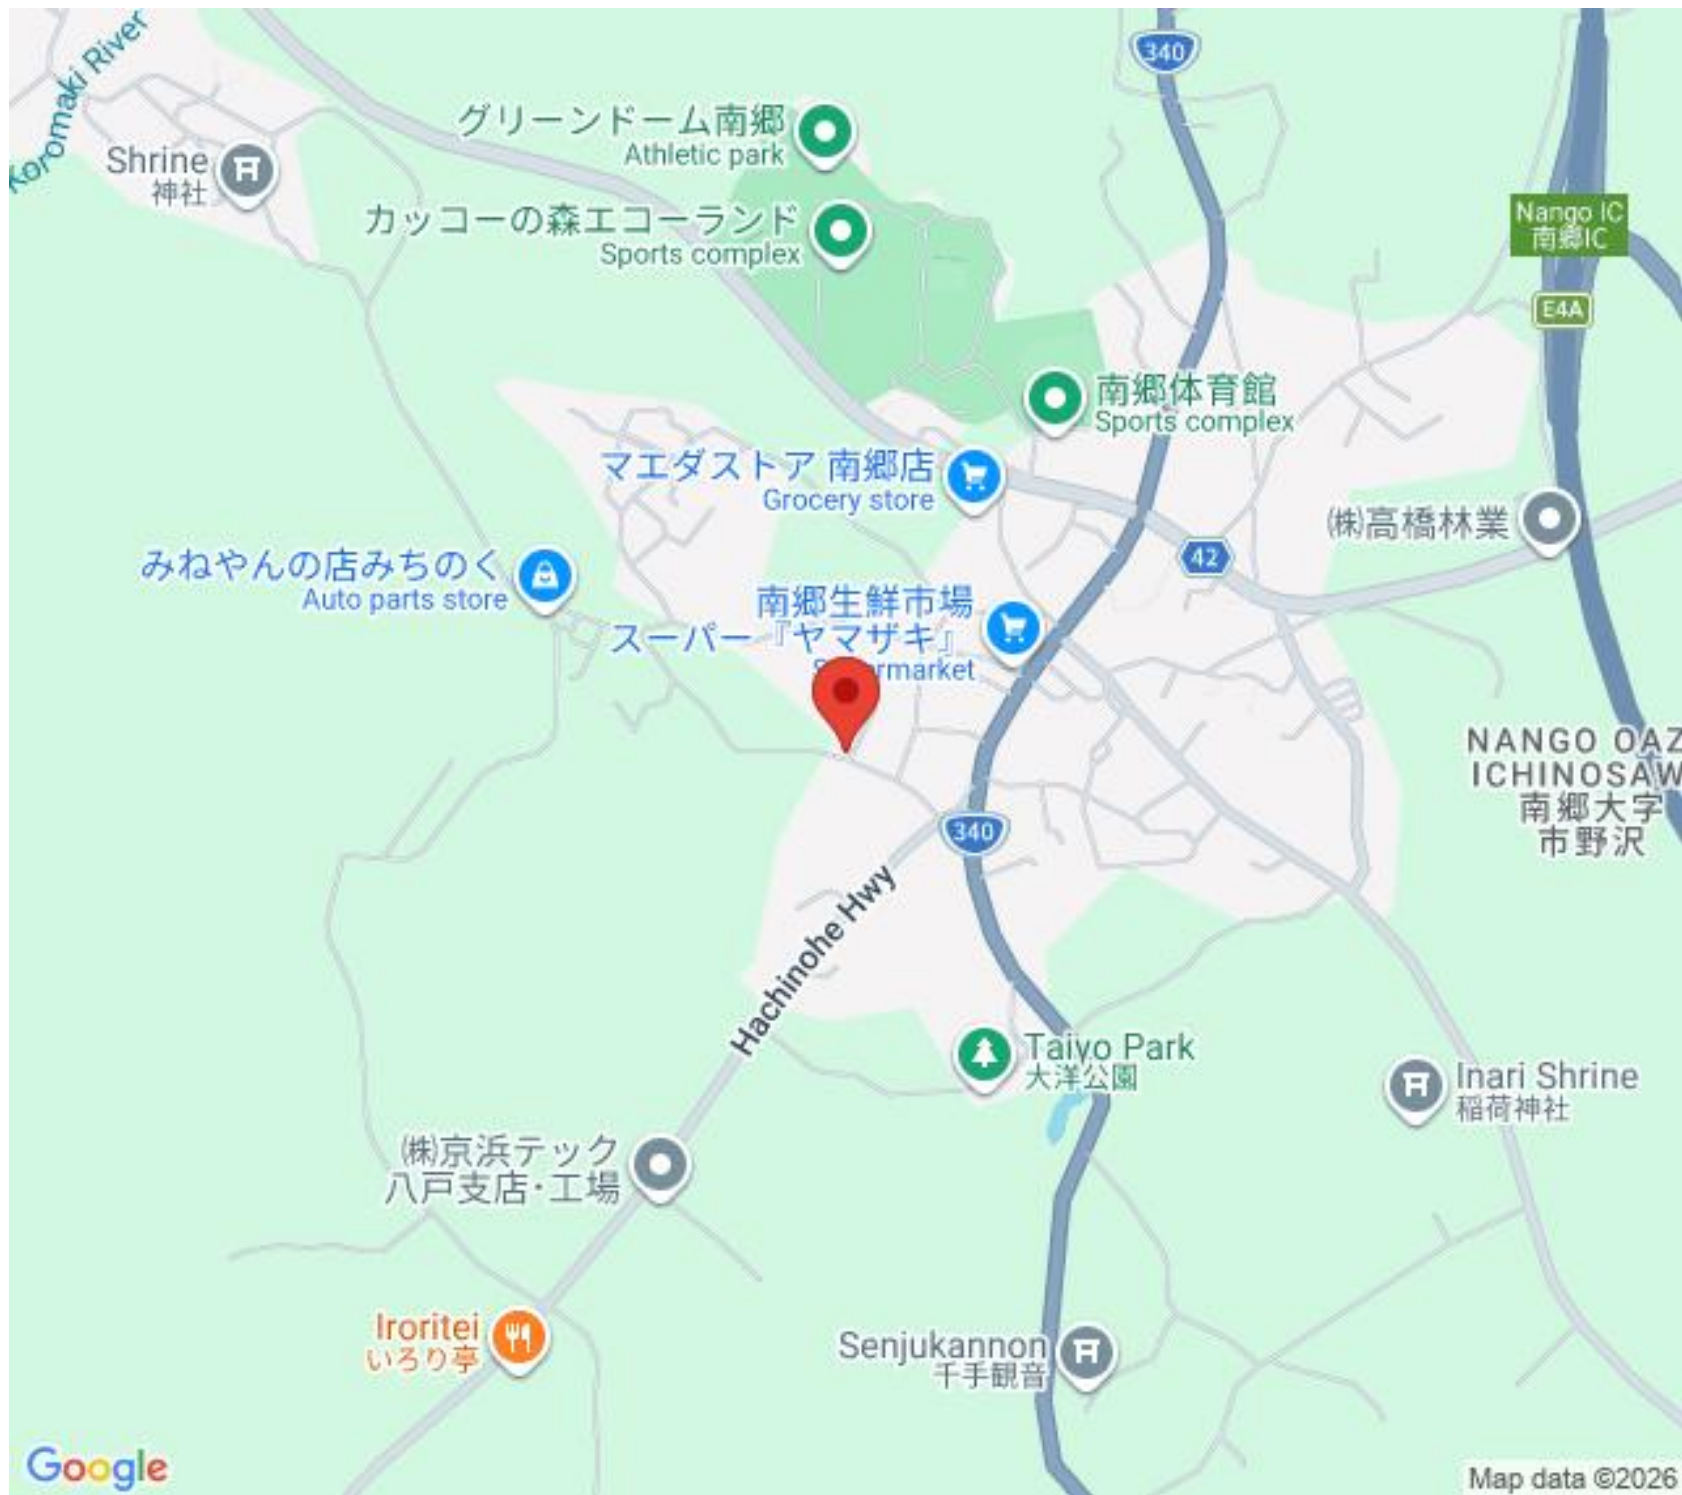 Koromaki River
340
グリーンドーム南郷
Athletic park
Shrine
神社
カッコーの森エコーランド
Sports complex
Nango IC
南郷IC
E4A
南郷体育館
Sports complex
マエダストア 南郷店
Grocery store
㈱高橋林業
42
みねやんの店みちのく
Auto parts store
南郷生鮮市場
スーパー『ヤマザキ』
NANGO OAZ
ICHINOSAW
南郷大字
市野沢
340
Hachinohe Hwy
Taiyo Park
大洋公園
Inari Shrine
稲荷神社
㈱京浜テック
八戸支店・工場
Iroritei
いろり亭
Senjukannon
千手観音
Google
Map data ©2026